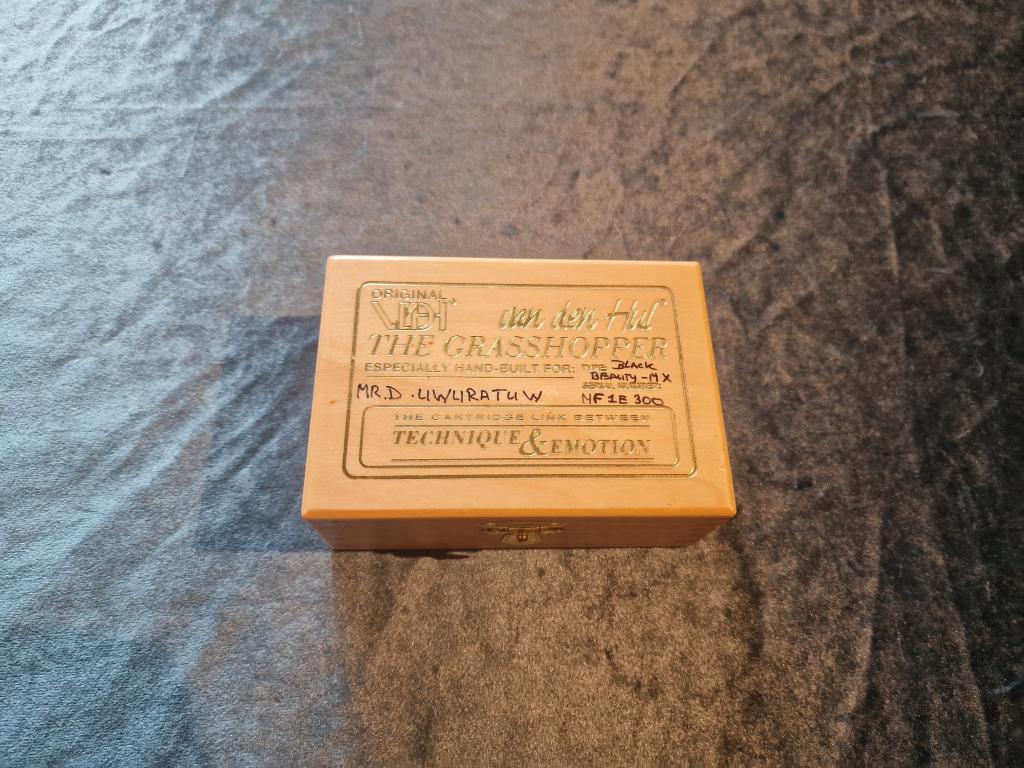 ORIGINAL
VDH® van den Hul®
THE GRASSHOPPER
ESPECIALLY HAND-BUILT FOR: TYPE: BLACK
BEAUTY-MX
SERIAL NUMBER:
MR.D. NF1E300
THE CARTRIDGE LINK BETWEEN
TECHNIQUE & EMOTION